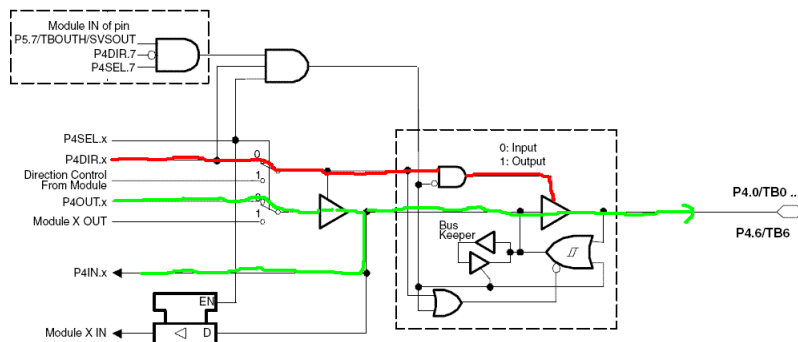 Module IN of pin
P5.7/TBOUTH/SVSOUT
P4DIR.7
P4SEL.7
P4SEL.x
P4DIR.x
0
Direction Control
From Module
1
P4OUT.x
0
Module X OUT
1
P4IN.x
EN
Module X IN
D
0: Input
1: Output
Bus
Keeper
P4.0/TB0 ..
P4.6/TB6